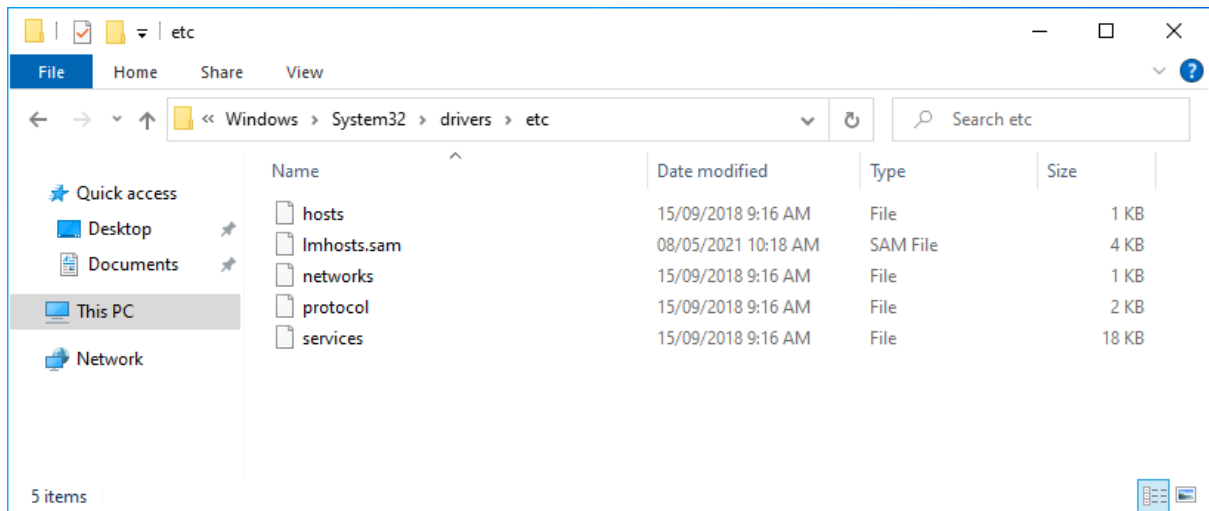 etc
File Home Share View
« Windows > System32 > drivers > etc Search etc
Name Date modified Type Size
Quick access
Desktop
Documents
This PC
Network
hosts 15/09/2018 9:16 AM File 1 KB
lmhosts.sam 08/05/2021 10:18 AM SAM File 4 KB
networks 15/09/2018 9:16 AM File 1 KB
protocol 15/09/2018 9:16 AM File 2 KB
services 15/09/2018 9:16 AM File 18 KB
5 items